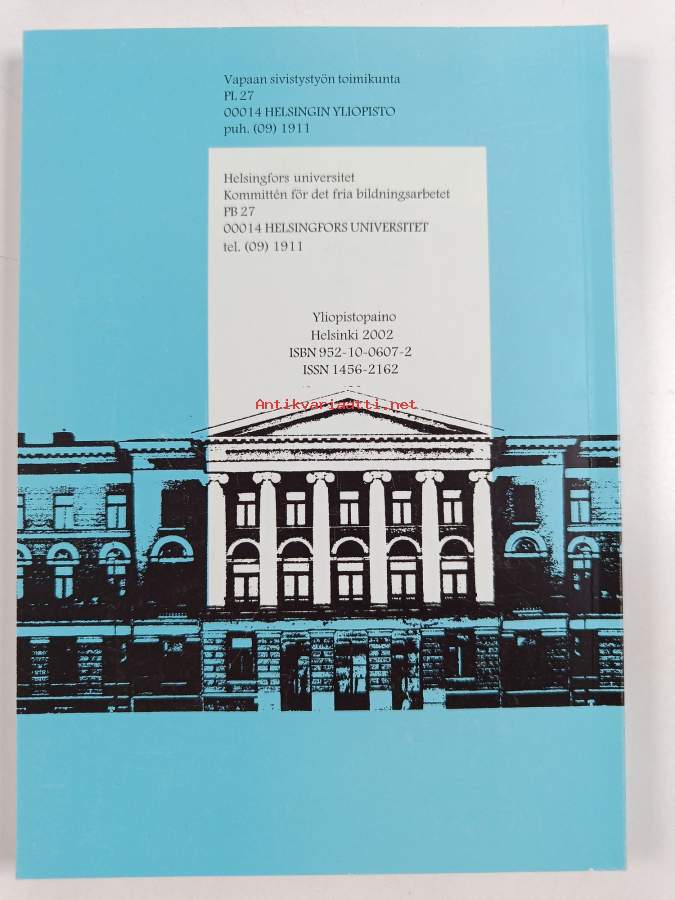 Vapaan sivistystyön toimikunta
PL 27
00014 HELSINGIN YLIOPISTO
puh. (09) 1911
Helsingfors universitet
Kommittén för det fria bildningsarbetet
PB 27
00014 HELSINGFORS UNIVERSITET
tel. (09) 1911
Yliopistopaino
Helsinki 2002
ISBN 952-10-0607-2
ISSN 1456-2162
Antikvariaatti.net